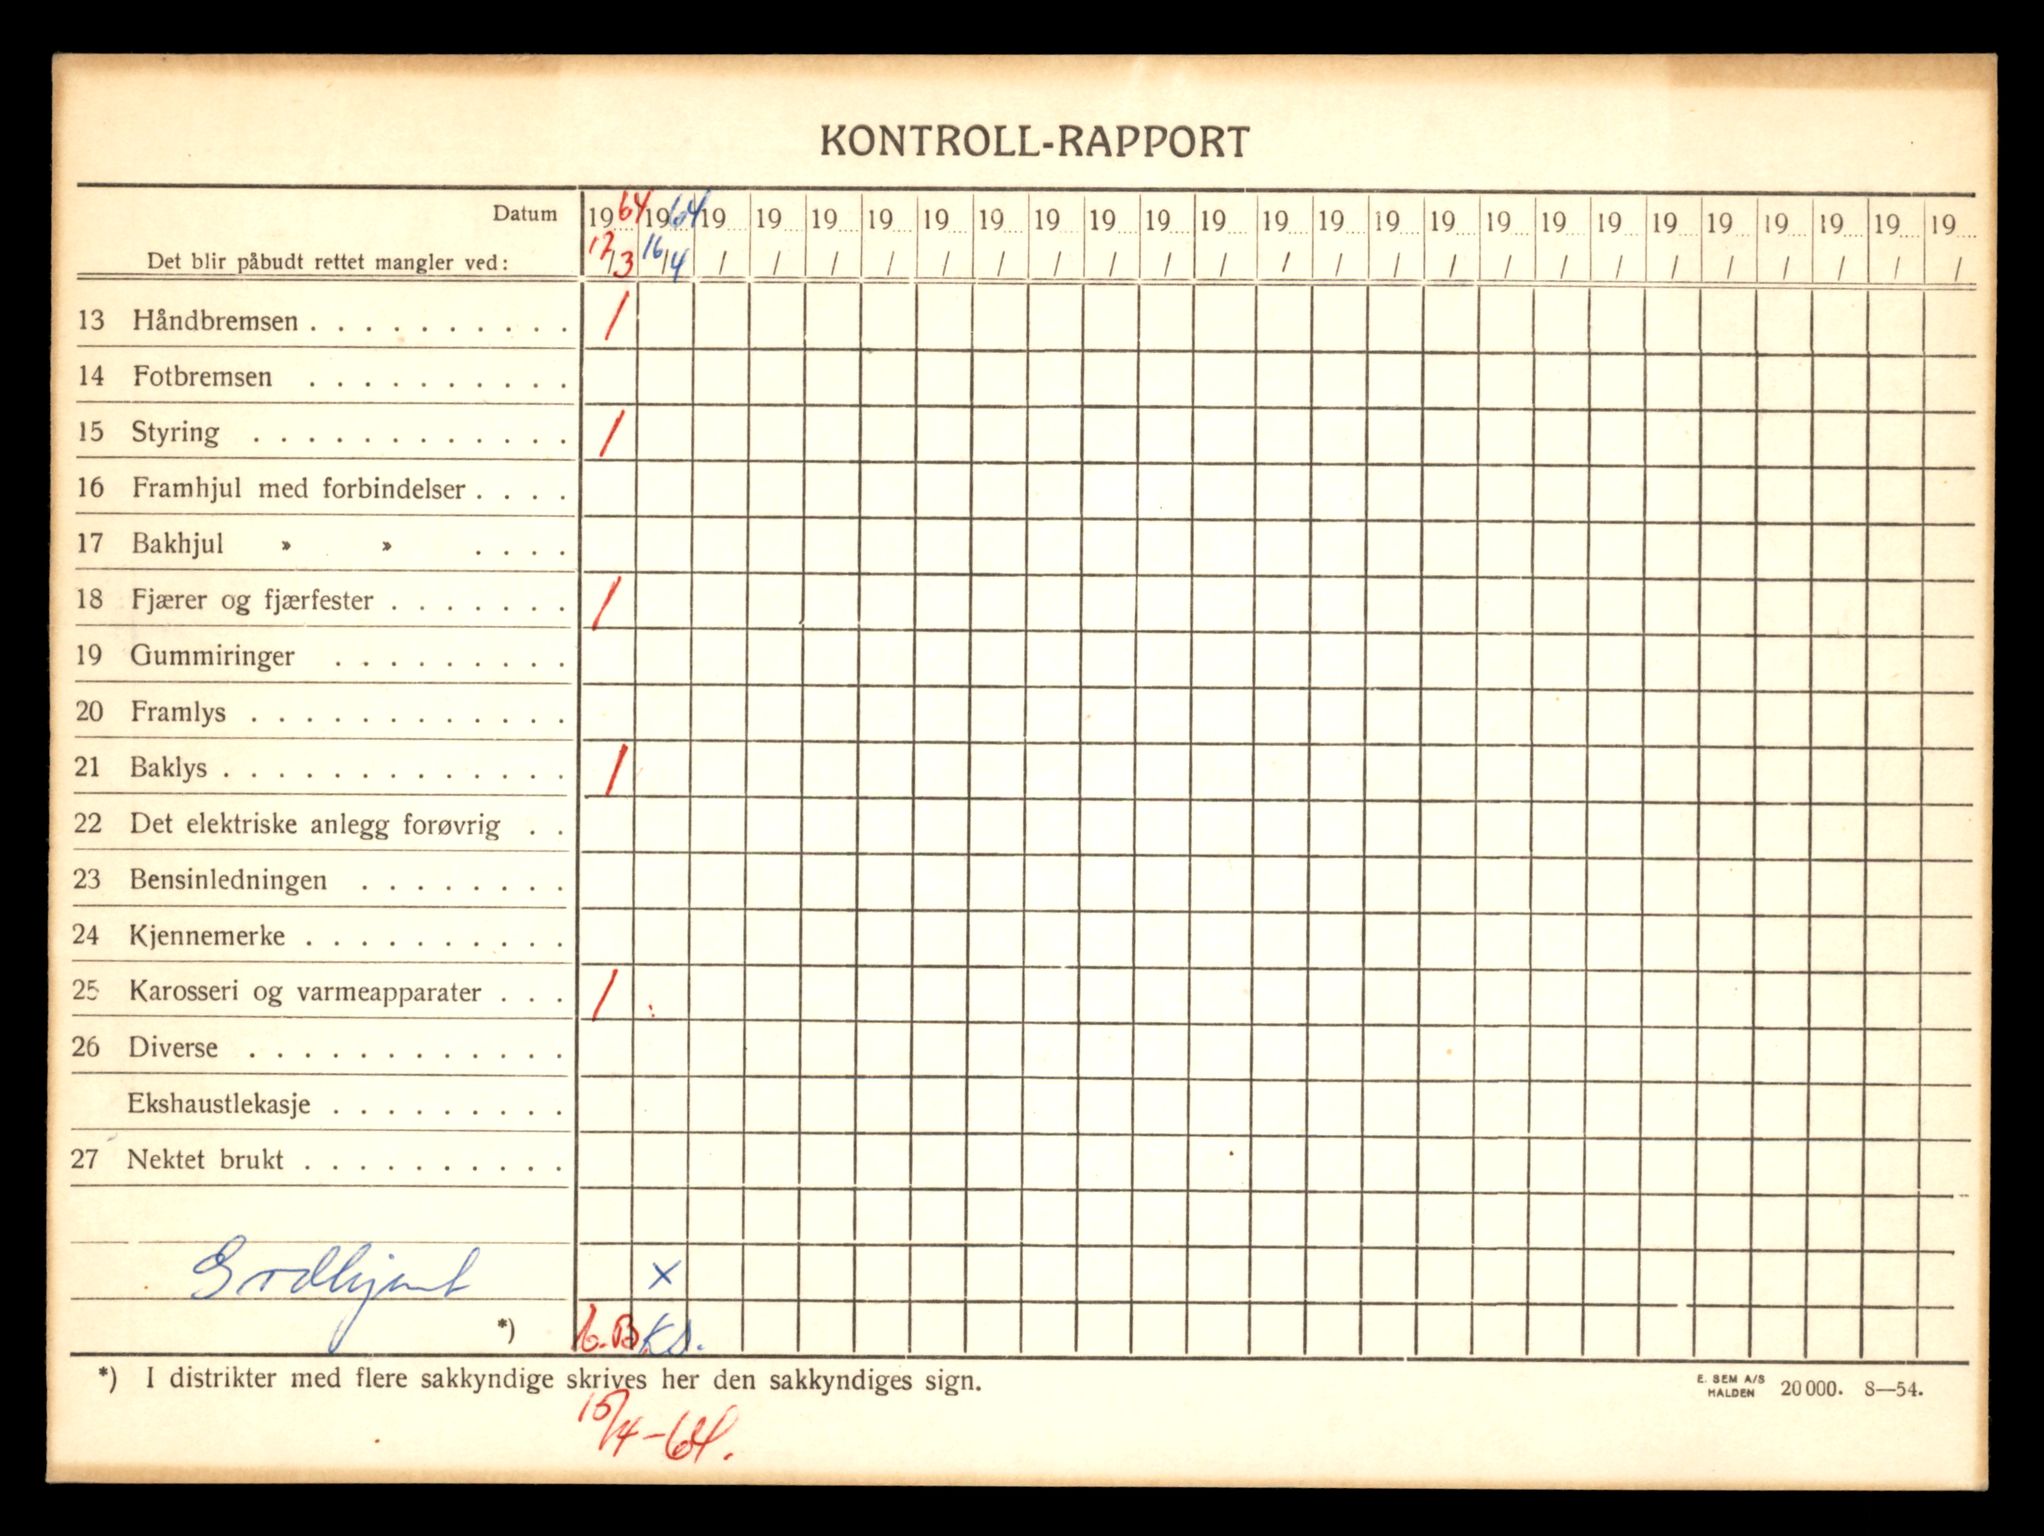 KONTROLL-RAPPORT
Datum 1964 1964 19 19 19 19 19 19 19 19 19 19 19 19 19 19 19 19 19 19 19 19 19 19 19
Det blir påbudt rettet mangler ved: 17/3 16/4 / / / / / / / / / / / / / / / / / / / / / / /
13 Håndbremsen . . . . . . . . . . /
14 Fotbremsen . . . . . . . . . .
15 Styring . . . . . . . . . . . . /
16 Framhjul med forbindelser . . . .
17 Bakhjul » » . . . .
18 Fjærer og fjærfester . . . . . . . /
19 Gummiringer . . . . . . . . .
20 Framlys . . . . . . . . . . . .
21 Baklys . . . . . . . . . . . . . /
22 Det elektriske anlegg forøvrig . .
23 Bensinledningen . . . . . . . .
24 Kjennemerke . . . . . . . . . .
25 Karosseri og varmeapparater . . . /
26 Diverse . . . . . . . . . . . .
Ekshaustlekasje . . . . . . . . .
27 Nektet brukt . . . . . . . . . .
Godkjent x
*) K.S.
*) I distrikter med flere sakkyndige skrives her den sakkyndiges sign.
E. SEM A/S HALDEN 20 000. 8—54.
15/4-64.